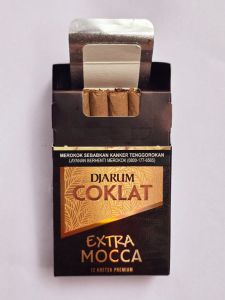 MEROKOK SEBABKAN KANKER TENGGOROKAN
LAYANAN BERHENTI MEROKOK (0800-177-6565)
DJARUM
COKLAT
EXTRA
MOCCA
12 KRETEK PREMIUM